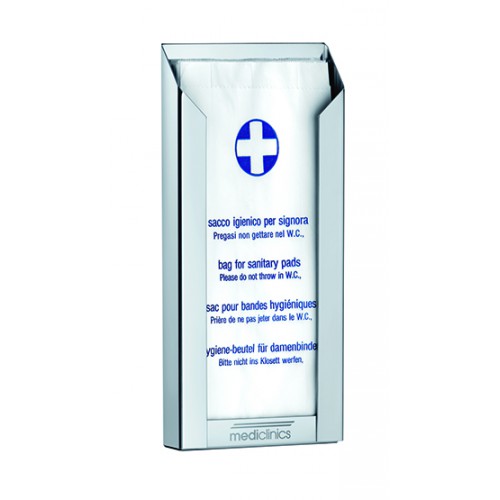 sacco igienico per signora
Pregasi non gettare nel W.C.,
bag for sanitary pads
Please do not throw in W.C.,
sac pour bandes hygiéniques
Prière de ne pas jeter dans le W.C.,
ygiene-beutel für damenbinde
Bitte nicht ins Klosett werfen,
mediclinics